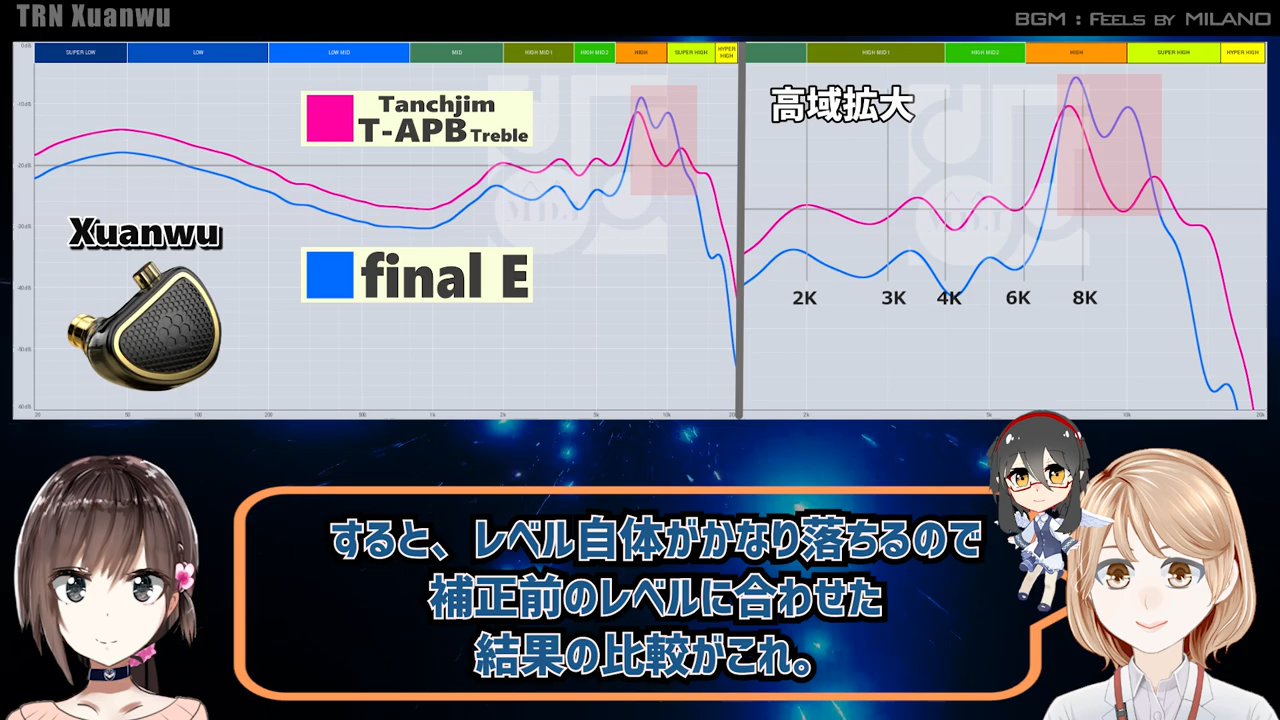 TRN Xuanwu
BGM : Feels by MILANO
SUPER LOW
LOW
LOW MID
MID
HIGH MID1
HIGH MID2
HIGH
SUPER HIGH
HYPER HIGH
HIGH MID1
HIGH MID2
HIGH
SUPER HIGH
HYPER HIGH
Tanchjim
T-APB Treble
高域拡大
Xuanwu
final E
2K 3K 4K 6K 8K
すると、レベル自体がかなり落ちるので
補正前のレベルに合わせた
結果の比較がこれ。